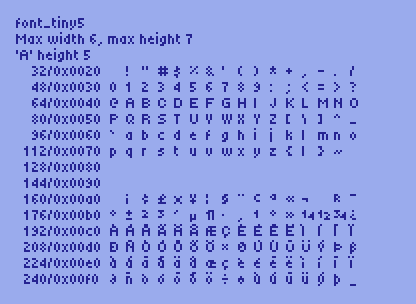 font_tiny5
Max width 6, max height 7
'A' height 5
32/0x0020 ! " # $ % & ' ( ) * + , - . /
48/0x0030 0 1 2 3 4 5 6 7 8 9 : ; < = > ?
64/0x0040 @ A B C D E F G H I J K L M N O
80/0x0050 P Q R S T U V W X Y Z [ \ ] ^ _
96/0x0060 ` a b c d e f g h i j k l m n o
112/0x0070 p q r s t u v w x y z { | } ~
128/0x0080
144/0x0090
160/0x00a0 ¡ ¢ £ ¤ ¥ ¦ § ¨ © ª « ¬ ® ¯
176/0x00b0 ° ± ² ³ ´ µ ¶ · ¸ ¹ º » ¼ ½ ¾ ¿
192/0x00c0 À Á Â Ã Ä Å Æ Ç È É Ê Ë Ì Í Î Ï
208/0x00d0 Ð Ñ Ò Ó Ô Õ Ö × Ø Ù Ú Û Ü Ý Þ ß
224/0x00e0 à á â ã ä å æ ç è é ê ë ì í î ï
240/0x00f0 ð ñ ò ó ô õ ö ÷ ø ù ú û ü ý þ _